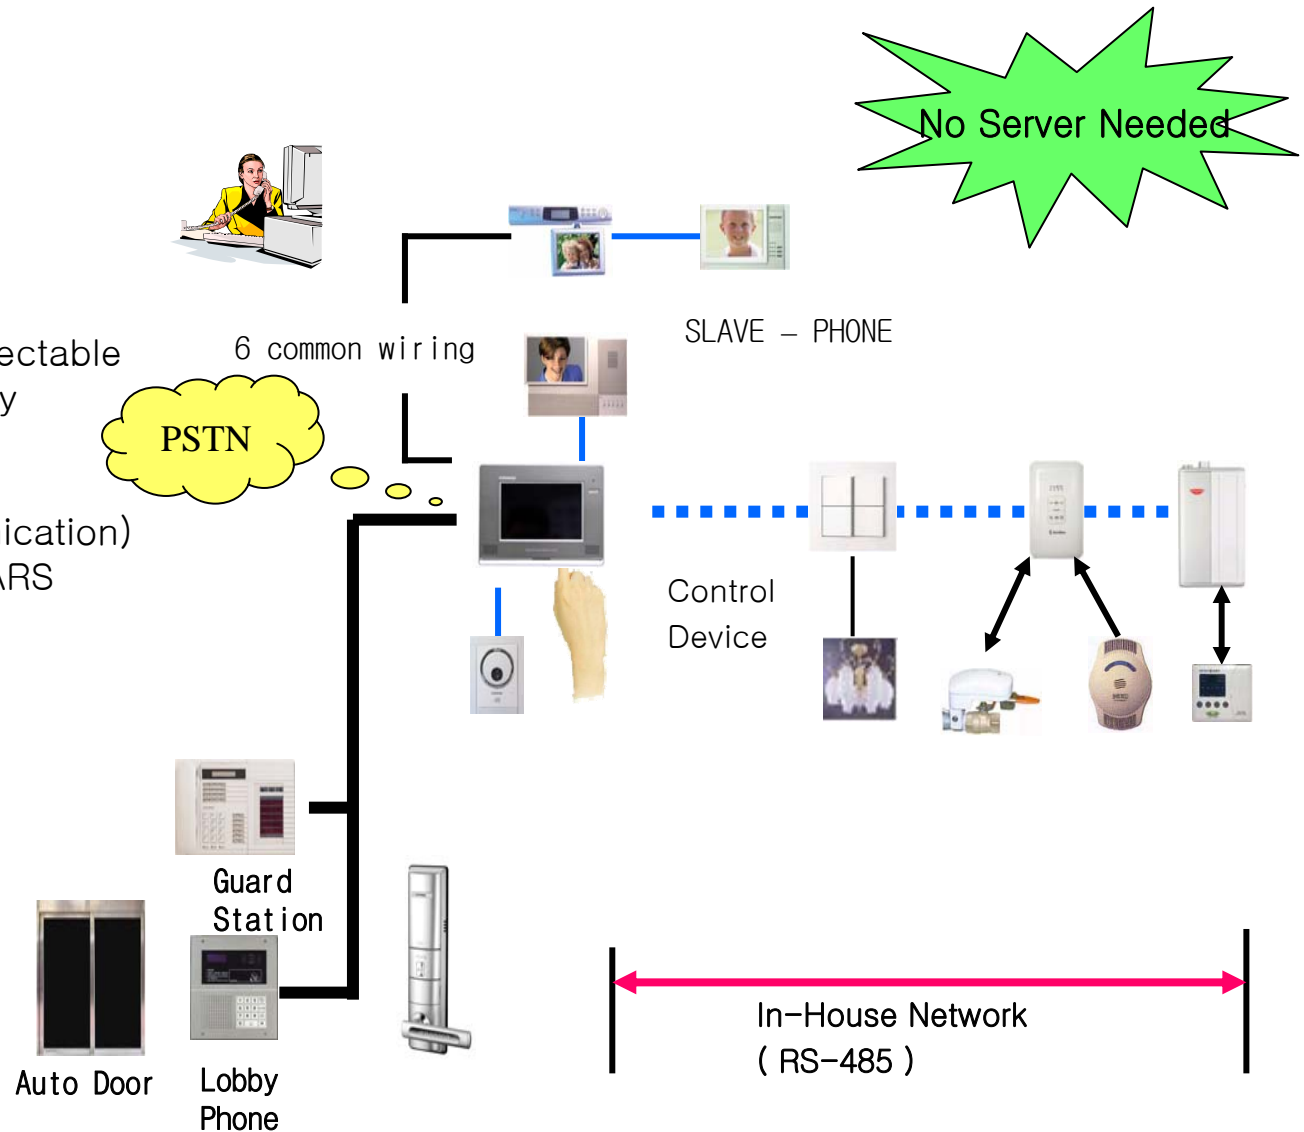 No Server Needed
SLAVE – PHONE
6 common wiring
ectable
y
PSTN
ication)
ARS
Control
Device
Guard
Station
Auto Door
Lobby
Phone
In-House Network
( RS-485 )